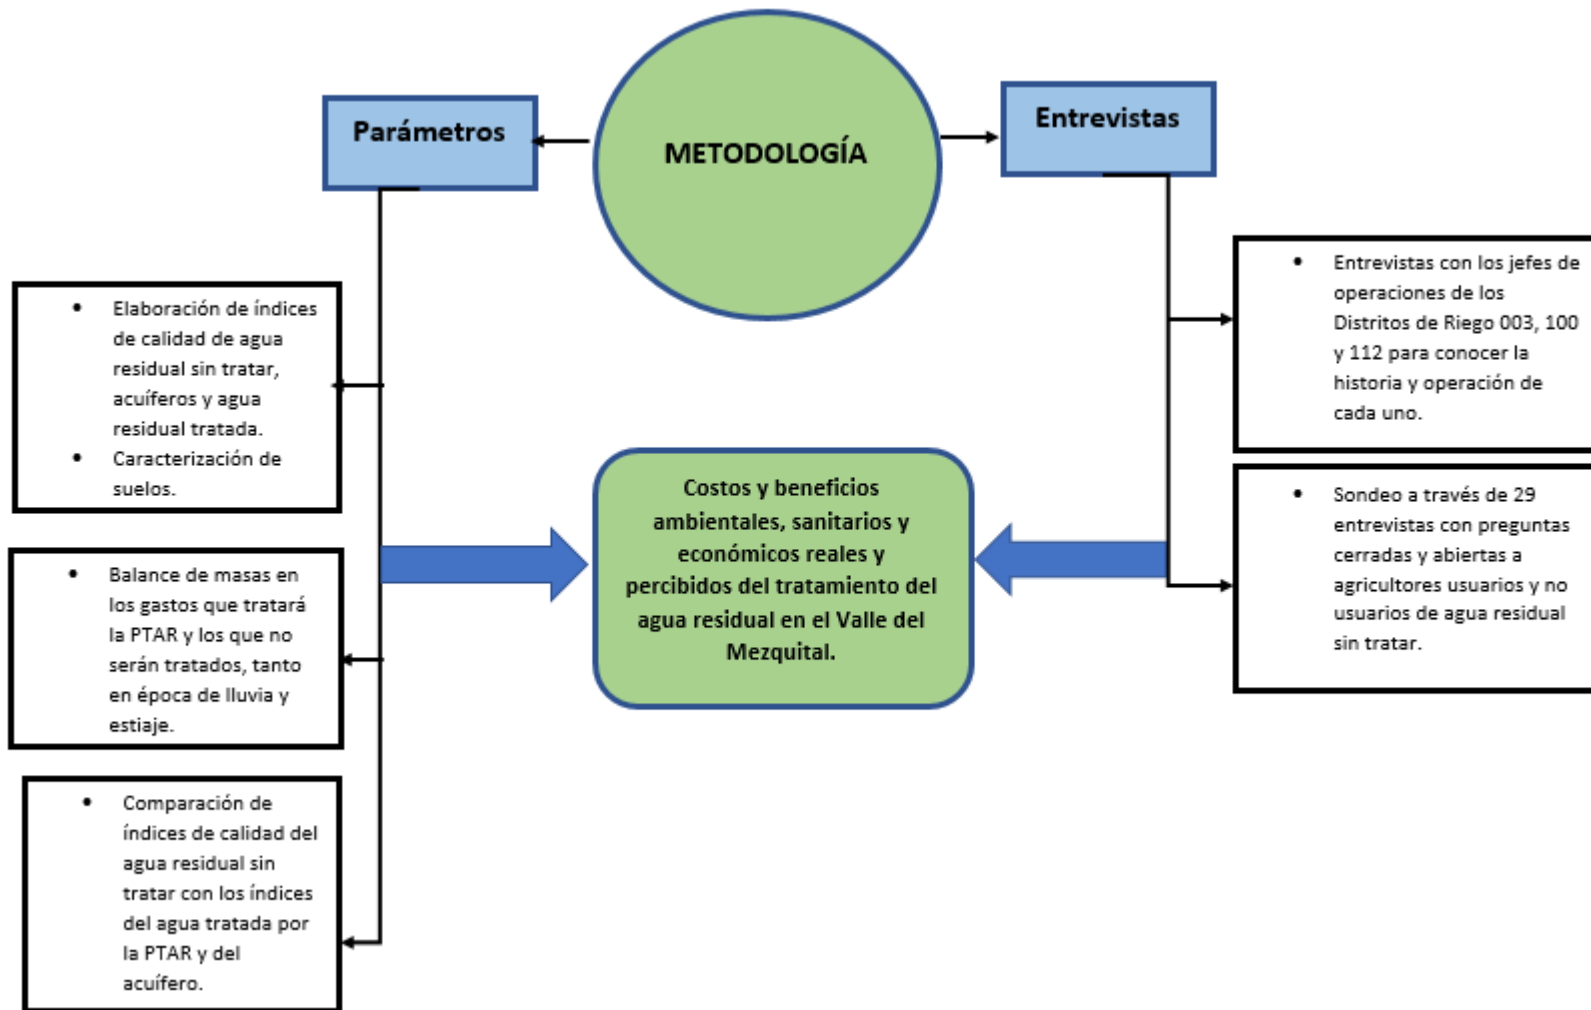 METODOLOGÍA
Parámetros
• Elaboración de índices
de calidad de agua
residual sin tratar,
acuíferos y agua
residual tratada.
• Caracterización de
suelos.
• Balance de masas en
los gastos que tratará
la PTAR y los que no
serán tratados, tanto
en época de lluvia y
estiaje.
• Comparación de
índices de calidad del
agua residual sin
tratar con los índices
del agua tratada por
la PTAR y del
acuífero.
Entrevistas
• Entrevistas con los jefes de
operaciones de los
Distritos de Riego 003, 100
y 112 para conocer la
historia y operación de
cada uno.
• Sondeo a través de 29
entrevistas con preguntas
cerradas y abiertas a
agricultores usuarios y no
usuarios de agua residual
sin tratar.
Costos y beneficios
ambientales, sanitarios y
económicos reales y
percibidos del tratamiento del
agua residual en el Valle del
Mezquital.